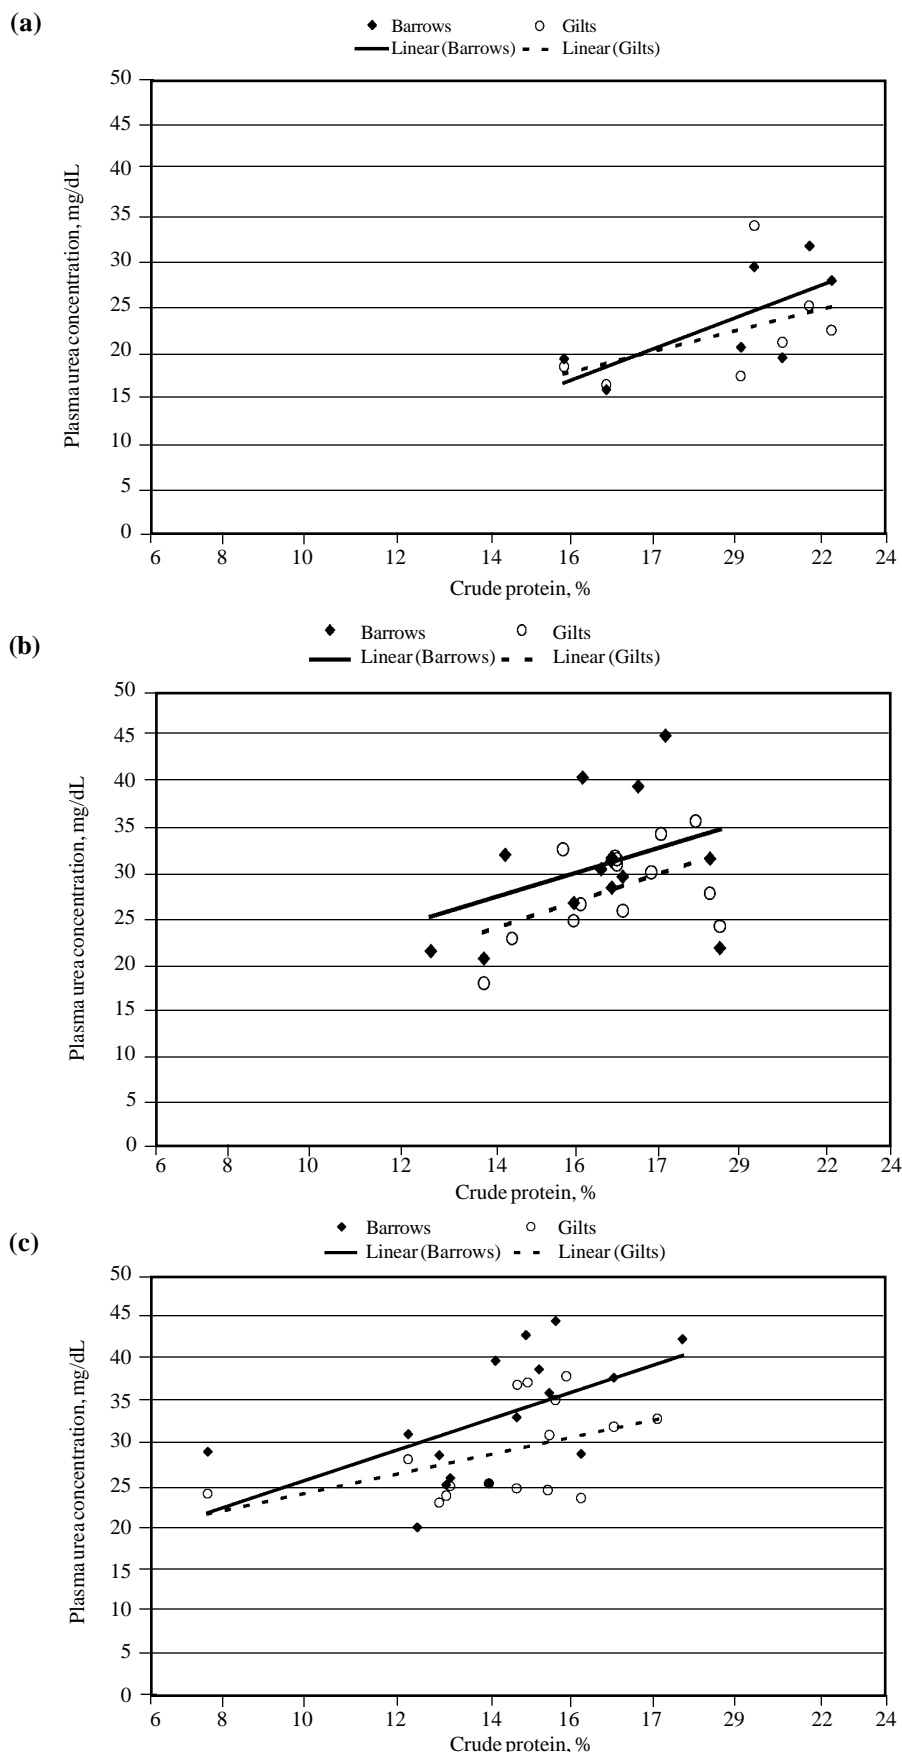 (a)
Barrows Gilts
Linear (Barrows) Linear (Gilts)
50
45
40
35
30
25
20
15
10
5
0
Plasma urea concentration, mg/dL
6 8 10 12 14 16 17 29 22 24
Crude protein, %
(b)
Barrows Gilts
Linear (Barrows) Linear (Gilts)
50
45
40
35
30
25
20
15
10
5
0
Plasma urea concentration, mg/dL
6 8 10 12 14 16 17 29 22 24
Crude protein, %
(c)
Barrows Gilts
Linear (Barrows) Linear (Gilts)
50
45
40
35
30
25
20
15
10
5
0
Plasma urea concentration, mg/dL
6 8 10 12 14 16 17 29 22 24
Crude protein, %